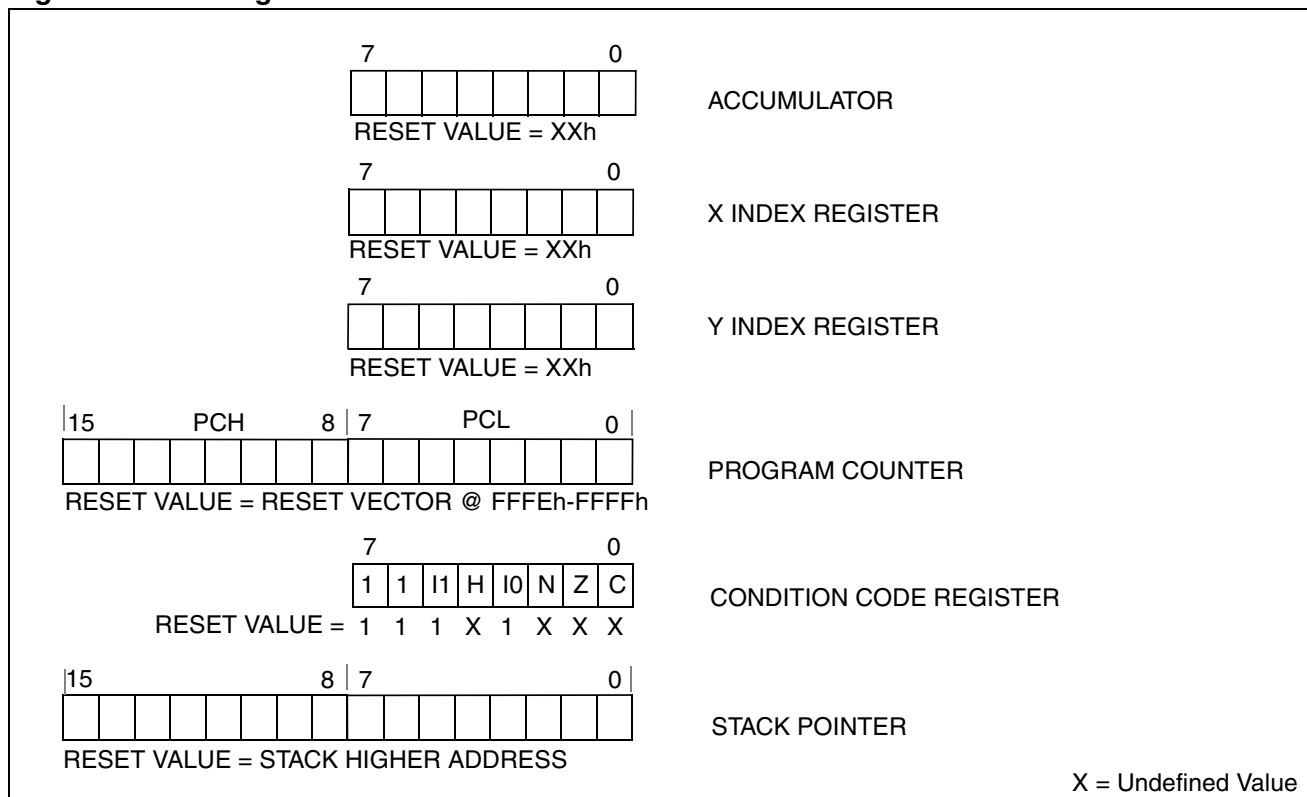 7 0
ACCUMULATOR
RESET VALUE = XXh
7 0
X INDEX REGISTER
RESET VALUE = XXh
7 0
Y INDEX REGISTER
RESET VALUE = XXh
15 PCH 8 7 PCL 0
PROGRAM COUNTER
RESET VALUE = RESET VECTOR @ FFFEh-FFFFh
7 0
1 1 I1 H I0 N Z C
CONDITION CODE REGISTER
RESET VALUE = 1 1 1 X 1 X X X
15 8 7 0
STACK POINTER
RESET VALUE = STACK HIGHER ADDRESS
X = Undefined Value